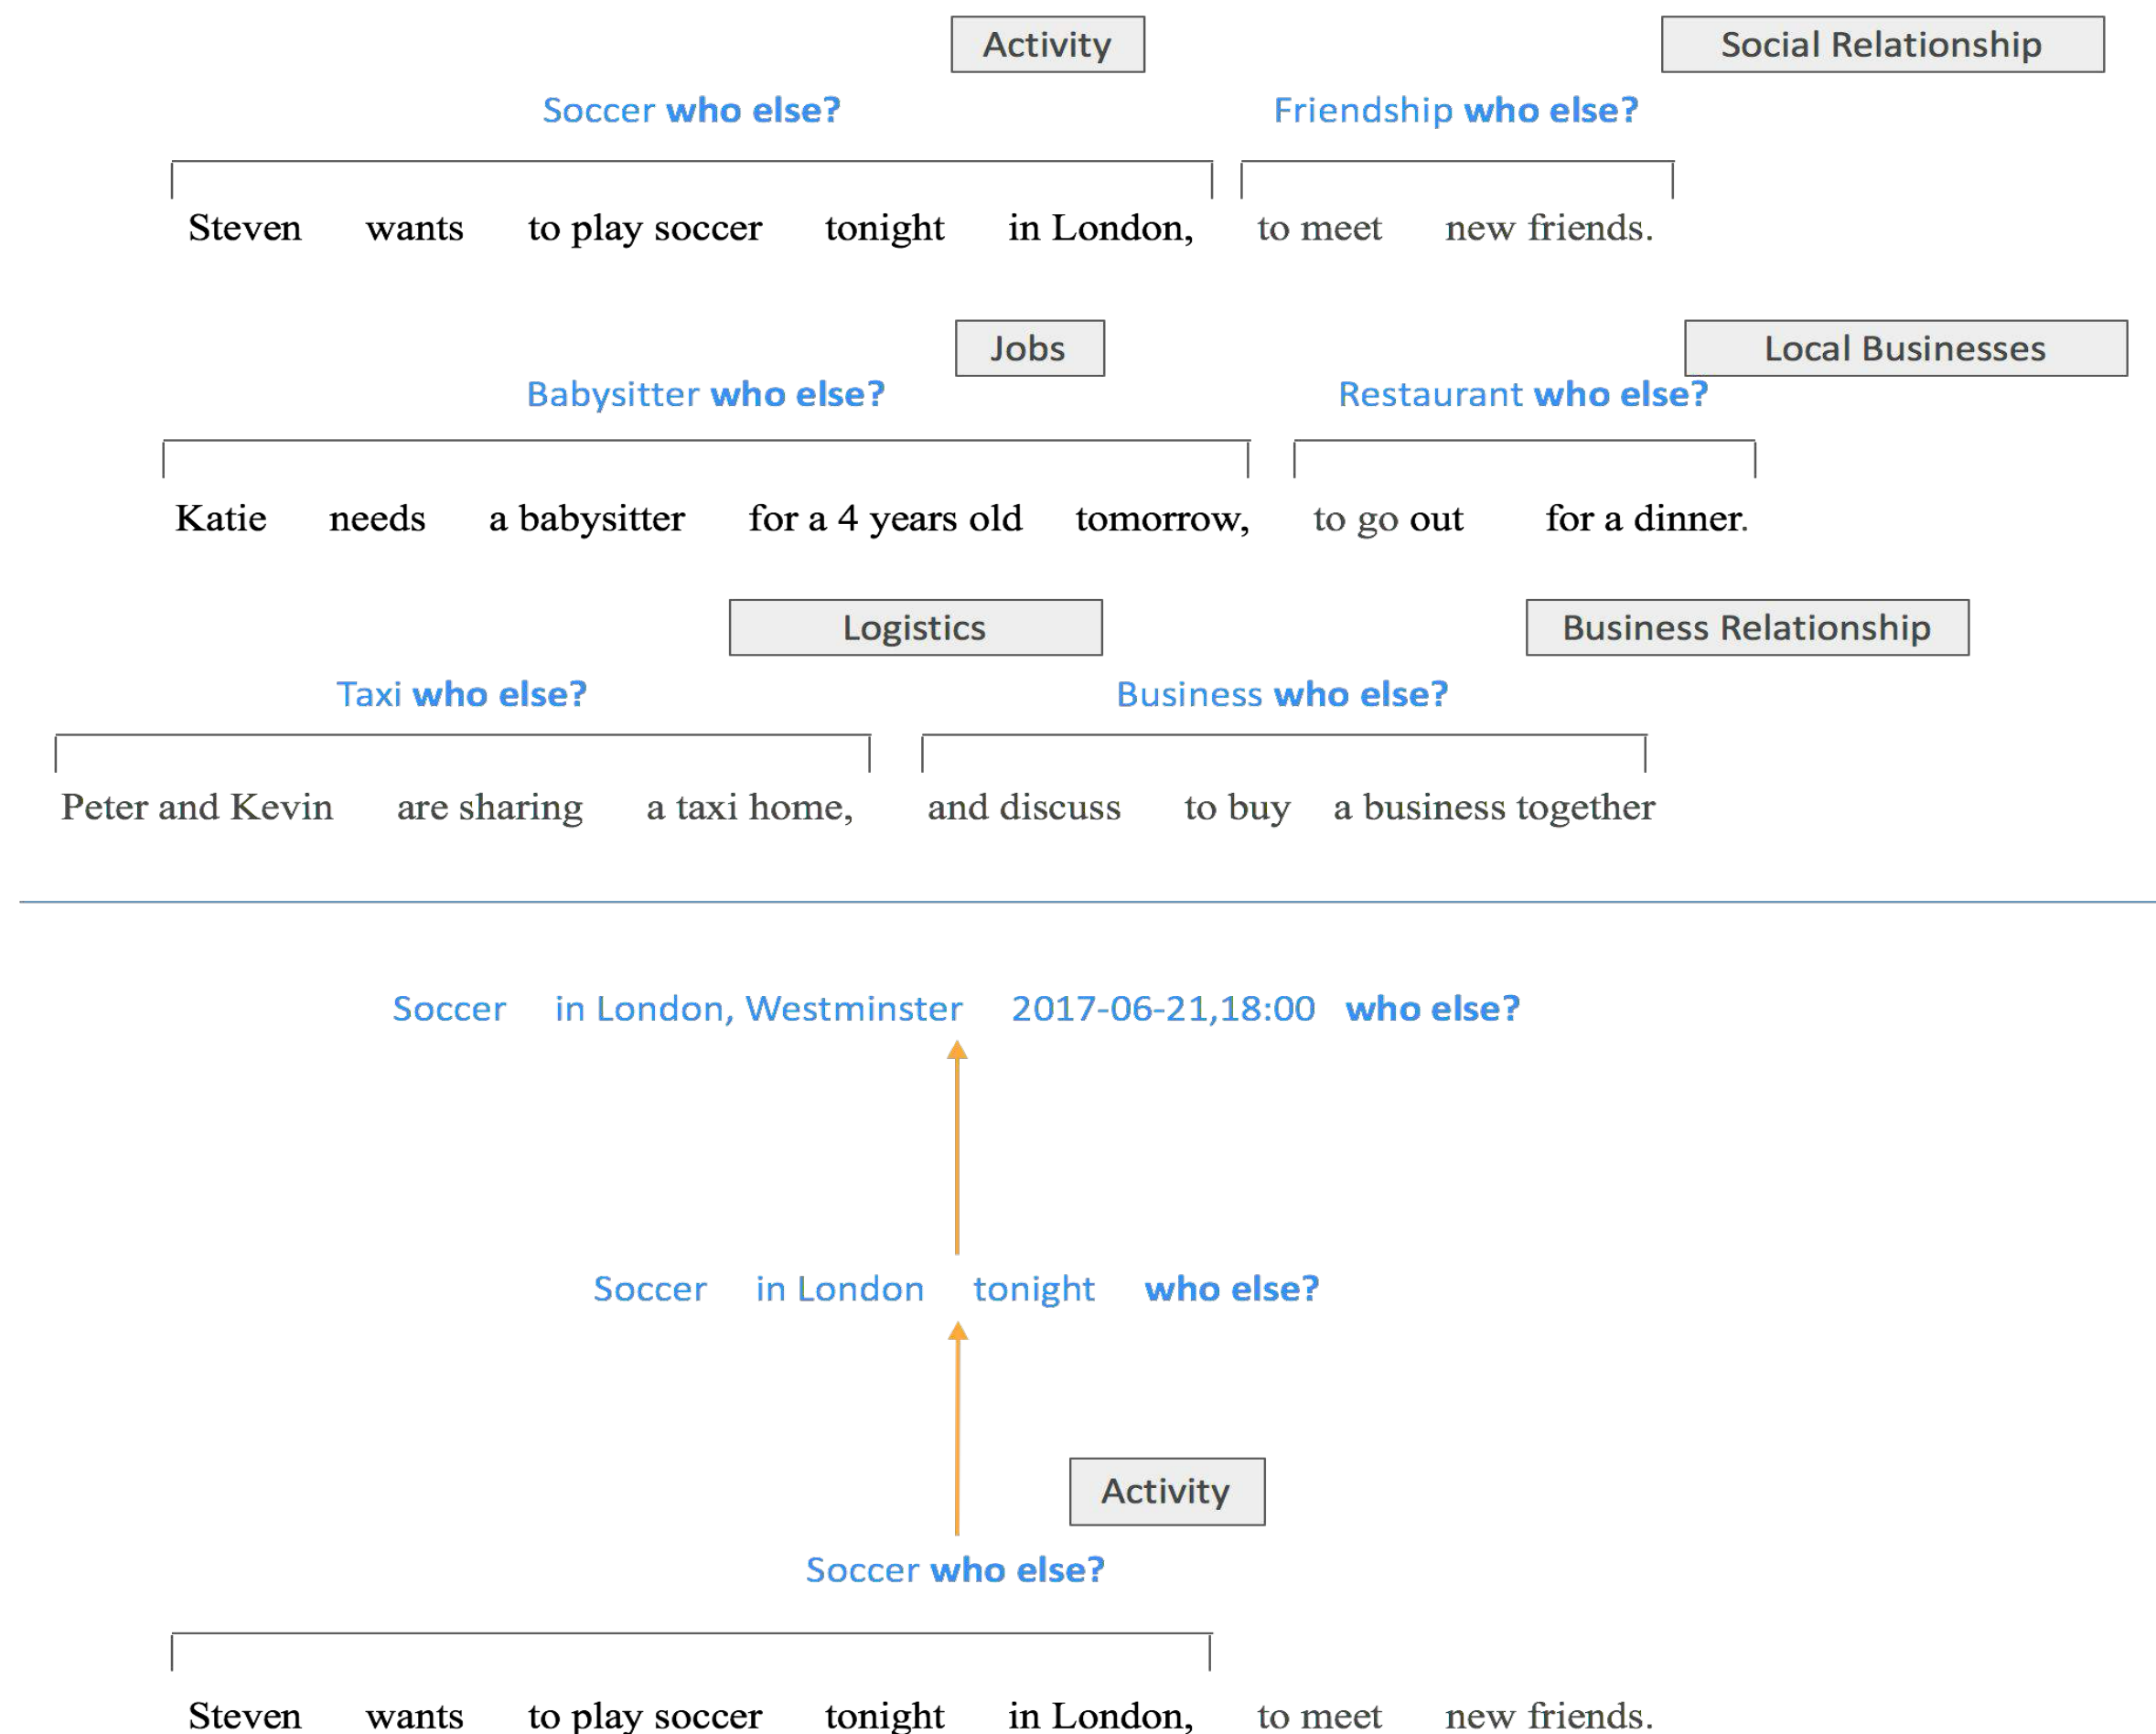 Activity Social Relationship
Soccer who else? Friendship who else?
Steven wants to play soccer tonight in London, to meet new friends.
Jobs Local Businesses
Babysitter who else? Restaurant who else?
Katie needs a babysitter for a 4 years old tomorrow, to go out for a dinner.
Logistics Business Relationship
Taxi who else? Business who else?
Peter and Kevin are sharing a taxi home, and discuss to buy a business together
Soccer in London, Westminster 2017-06-21,18:00 who else?
Soccer in London tonight who else?
Activity
Soccer who else?
Steven wants to play soccer tonight in London, to meet new friends.